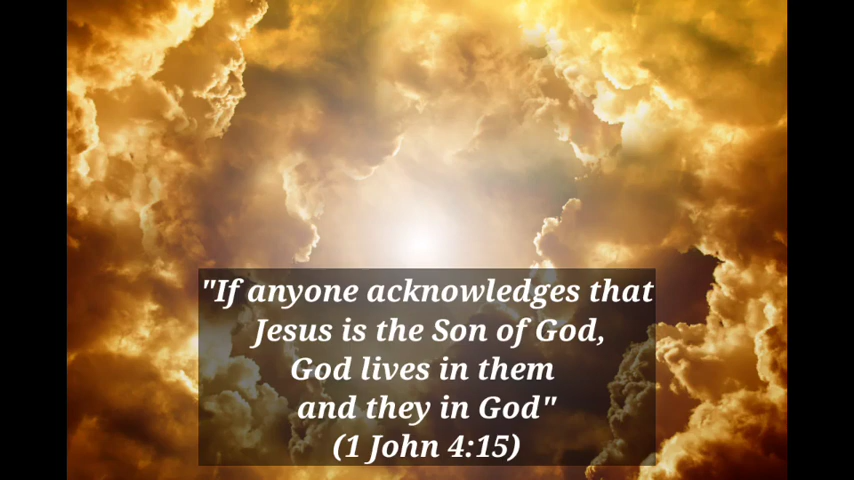 "If anyone acknowledges that
Jesus is the Son of God,
God lives in them
and they in God"
(1 John 4:15)